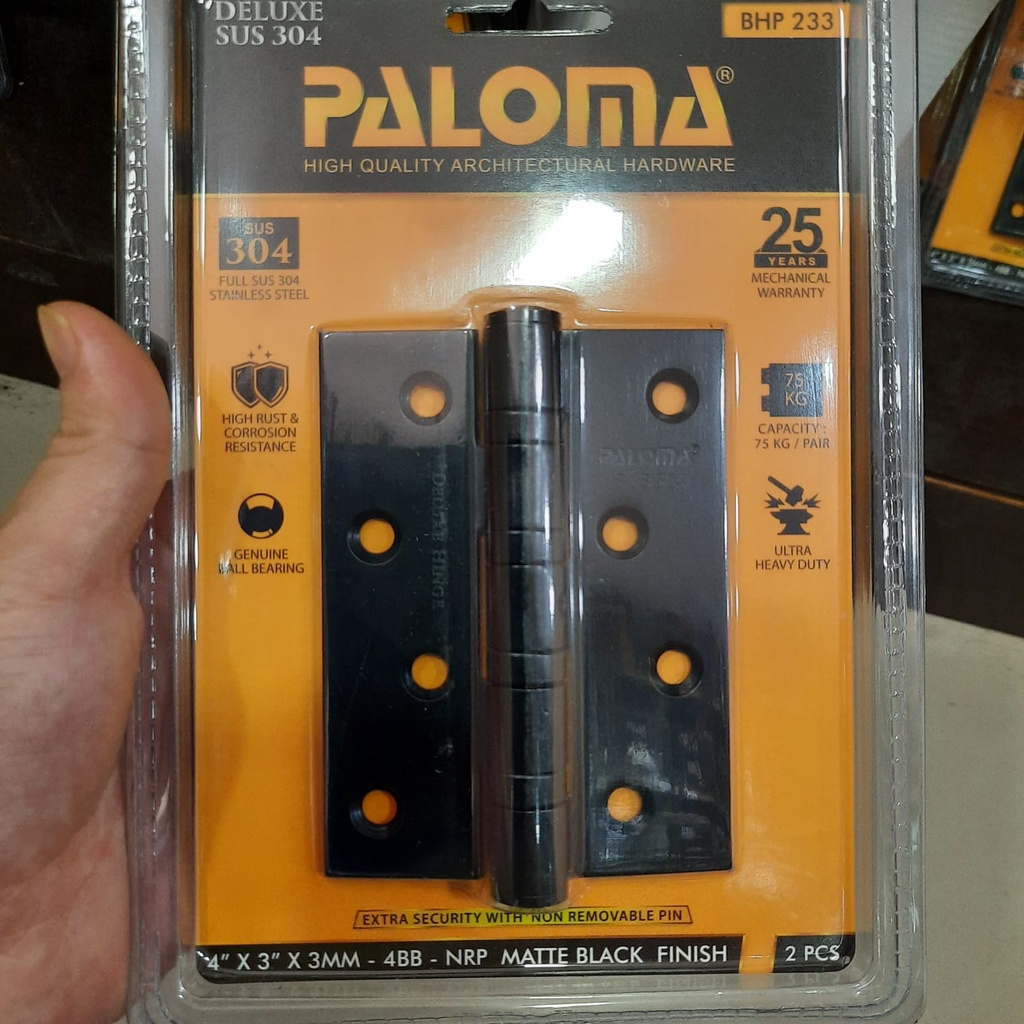 DELUXE
SUS 304
BHP 233
PALOMA®
HIGH QUALITY ARCHITECTURAL HARDWARE
SUS
304
FULL SUS 304
STAINLESS STEEL
25
YEARS
MECHANICAL
WARRANTY
HIGH RUST &
CORROSION
RESISTANCE
75
KG
CAPACITY :
75 KG / PAIR
GENUINE
BALL BEARING
ULTRA
HEAVY DUTY
PALOMA
DELUXE HINGE
EXTRA SECURITY WITH NON REMOVABLE PIN
4" X 3" X 3MM - 4BB - NRP MATTE BLACK FINISH
2 PCS